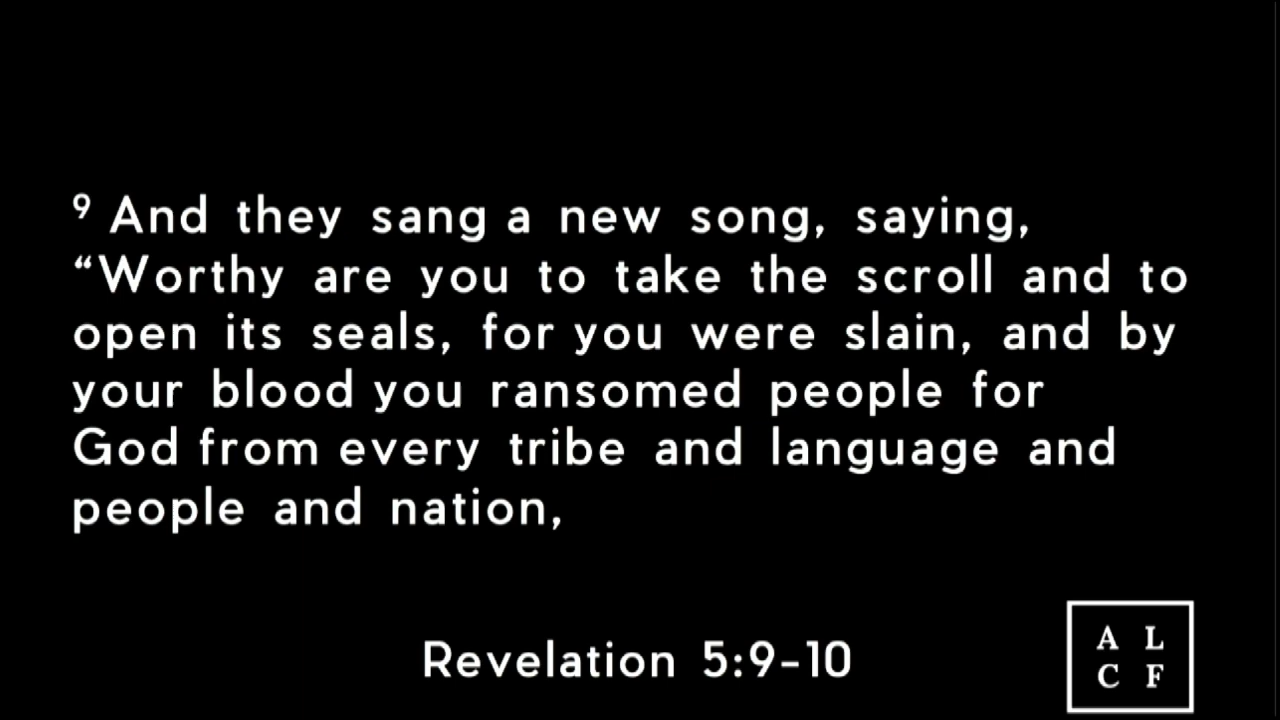 ⁹ And they sang a new song, saying,
“Worthy are you to take the scroll and to
open its seals, for you were slain, and by
your blood you ransomed people for
God from every tribe and language and
people and nation,
Revelation 5:9-10
A L
C F